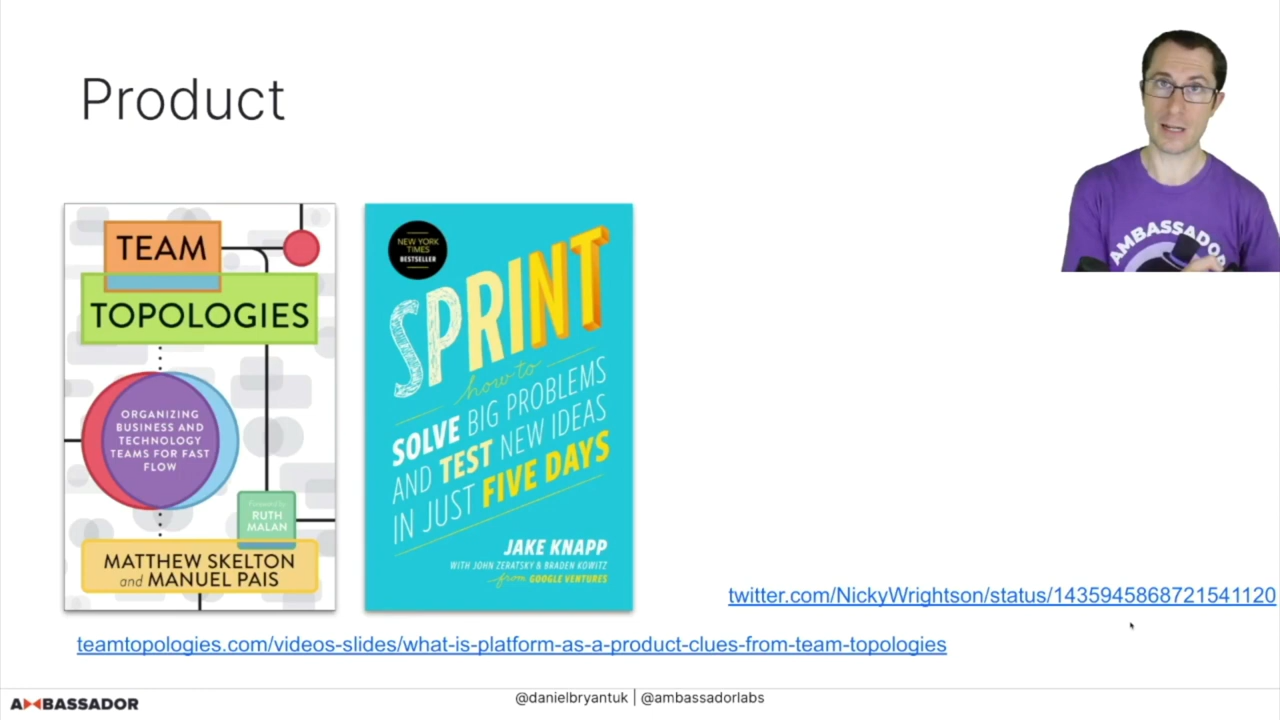 Product
TEAM
TOPOLOGIES
ORGANIZING
BUSINESS AND
TECHNOLOGY
TEAMS FOR FAST
FLOW
Foreword by
RUTH
MALAN
MATTHEW SKELTON
and MANUEL PAIS
NEW YORK
TIMES
BESTSELLER
SPRINT
how to
SOLVE BIG PROBLEMS
AND TEST NEW IDEAS
IN JUST FIVE DAYS
JAKE KNAPP
WITH JOHN ZERATSKY & BRADEN KOWITZ
from GOOGLE VENTURES
AMBASSADOR
twitter.com/NickyWrightson/status/1435945868721541120
teamtopologies.com/videos-slides/what-is-platform-as-a-product-clues-from-team-topologies
AMBASSADOR
@danielbryantuk | @ambassadorlabs